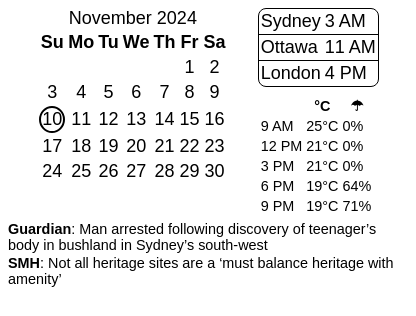 November 2024
Su Mo Tu We Th Fr Sa
1 2
3 4 5 6 7 8 9
10 11 12 13 14 15 16
17 18 19 20 21 22 23
24 25 26 27 28 29 30
Sydney 3 AM
Ottawa 11 AM
London 4 PM
°C ☂
9 AM 25°C 0%
12 PM 21°C 0%
3 PM 21°C 0%
6 PM 19°C 64%
9 PM 19°C 71%
Guardian: Man arrested following discovery of teenager’s
body in bushland in Sydney’s south-west
SMH: Not all heritage sites are a ‘must balance heritage with
amenity’